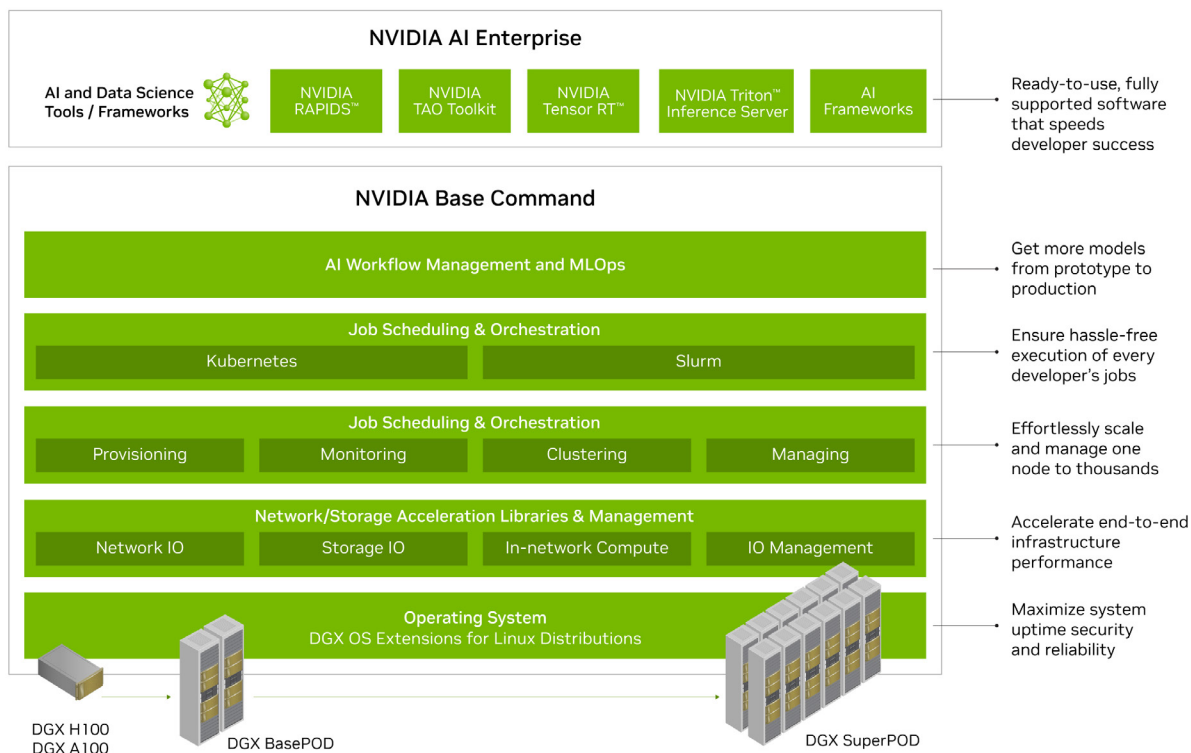 NVIDIA AI Enterprise
AI and Data Science
Tools / Frameworks
NVIDIA
RAPIDS™
NVIDIA
TAO Toolkit
NVIDIA
Tensor RT™
NVIDIA Triton™
Inference Server
AI
Frameworks
Ready-to-use, fully
supported software
that speeds
developer success
NVIDIA Base Command
AI Workflow Management and MLOps
Get more models
from prototype to
production
Job Scheduling & Orchestration
Kubernetes
Slurm
Ensure hassle-free
execution of every
developer’s jobs
Job Scheduling & Orchestration
Provisioning
Monitoring
Clustering
Managing
Effortlessly scale
and manage one
node to thousands
Network/Storage Acceleration Libraries & Management
Network IO
Storage IO
In-network Compute
IO Management
Accelerate end-to-end
infrastructure
performance
Operating System
DGX OS Extensions for Linux Distributions
Maximize system
uptime security
and reliability
DGX H100
DGX A100
DGX BasePOD
DGX SuperPOD